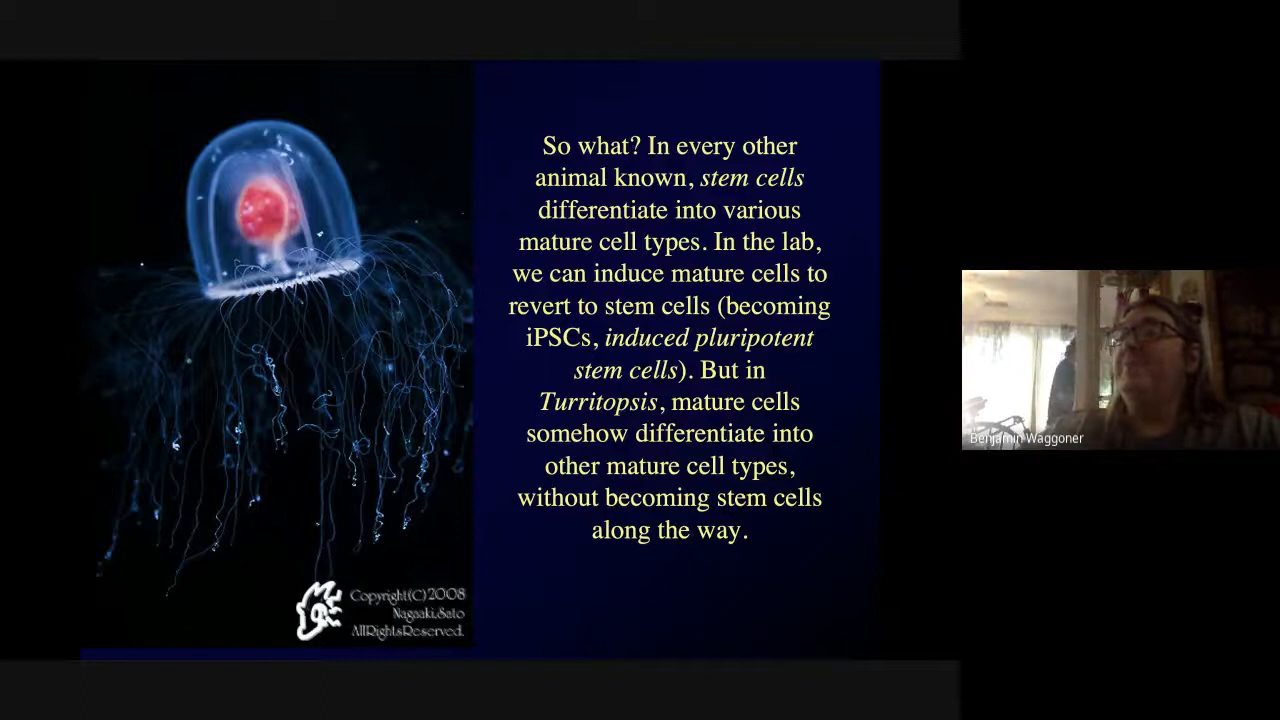 So what? In every other
animal known, stem cells
differentiate into various
mature cell types. In the lab,
we can induce mature cells to
revert to stem cells (becoming
iPSCs, induced pluripotent
stem cells). But in
Turritopsis, mature cells
somehow differentiate into
other mature cell types,
without becoming stem cells
along the way.
Copyright(C)2008
Nagaaki,Sato
AllRightsReserved.
Benjamin Waggoner